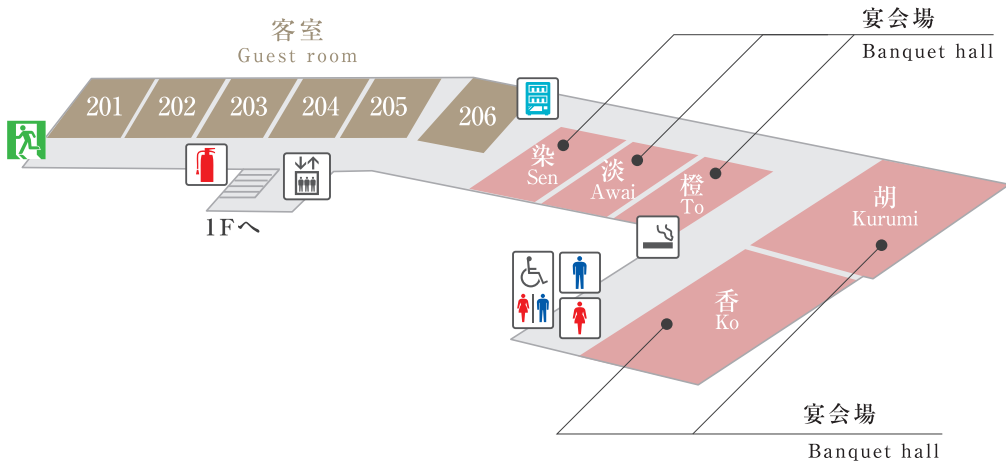 客室
Guest room
宴会場
Banquet hall
201
202
203
204
205
206
染
Sen
淡
Awai
橙
To
胡
Kurumi
1Fへ
香
Ko
宴会場
Banquet hall